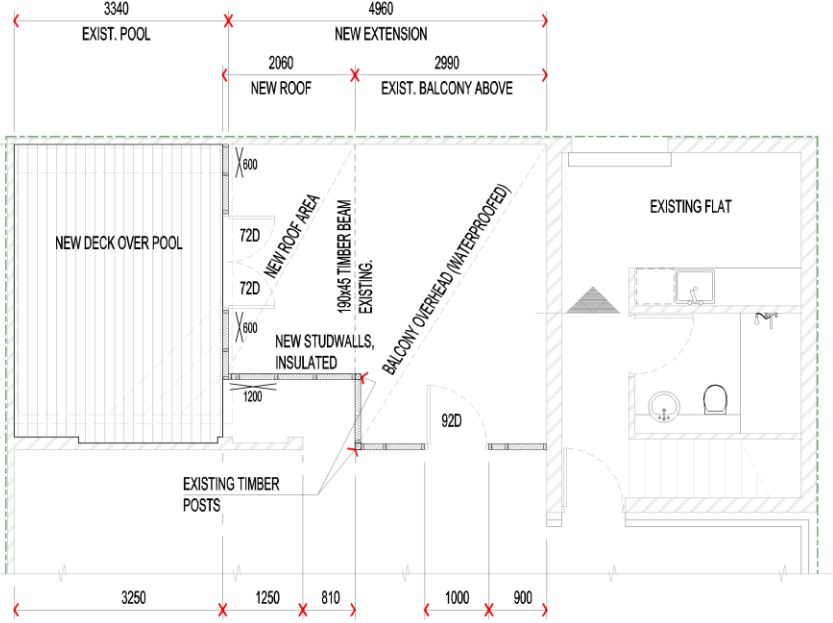 3340
4960
EXIST. POOL
NEW EXTENSION
2060
2990
NEW ROOF
EXIST. BALCONY ABOVE
600
NEW DECK OVER POOL
72D
72D
NEW ROOF AREA
600
190x45 TIMBER BEAM
EXISTING.
BALCONY OVERHEAD (WATERPROOFED)
EXISTING FLAT
NEW STUDWALLS,
INSULATED
1200
92D
EXISTING TIMBER
POSTS
3250
1250
810
1000
900